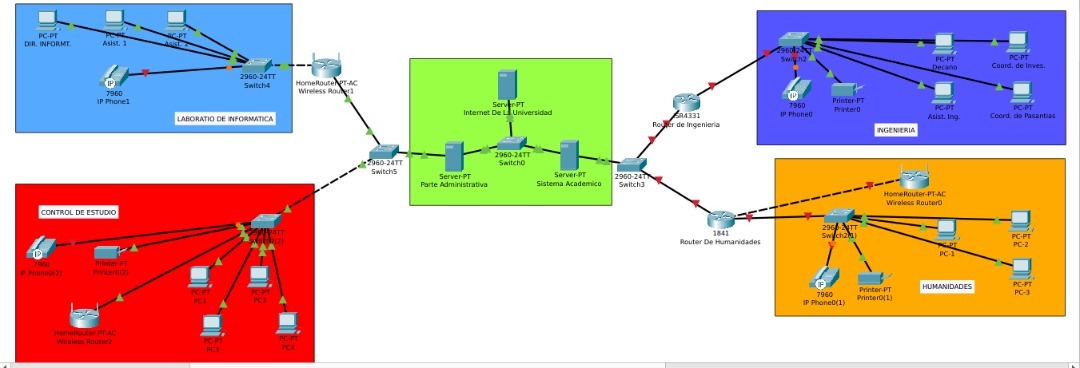 PC-PT
DIR. INFORMT.
PC-PT
Asist. 1
PC-PT
Asist. 2
IP
7960
IP Phone1
2960-24TT
Switch4
HomeRouter-PT-AC
Wireless Router1
LABORATIO DE INFORMATICA
Server-PT
Internet De La Universidad
2960-24TT
Switch5
Server-PT
Parte Administrativa
2960-24TT
Switch0
Server-PT
Sistema Academico
2960-24TT
Switch3
ISR4331
Router de Ingenieria
2960-24TT
Switch2
IP
7960
IP Phone0
Printer-PT
Printer0
PC-PT
Decano
PC-PT
Coord. de Inves.
PC-PT
Asist. Ing.
PC-PT
Coord. de Pasantias
INGENIERIA
1841
Router De Humanidades
HomeRouter-PT-AC
Wireless Router0
2960-24TT
Switch2(1)
PC-PT
PC-1
PC-PT
PC-2
PC-PT
PC-3
IP
7960
IP Phone0(1)
Printer-PT
Printer0(1)
HUMANIDADES
CONTROL DE ESTUDIO
IP
7960
IP Phone0(2)
Printer-PT
Printer0(2)
PC-PT
PC1
PC-PT
PC2
HomeRouter-PT-AC
Wireless Router2
PC-PT
PC3
PC-PT
PC4